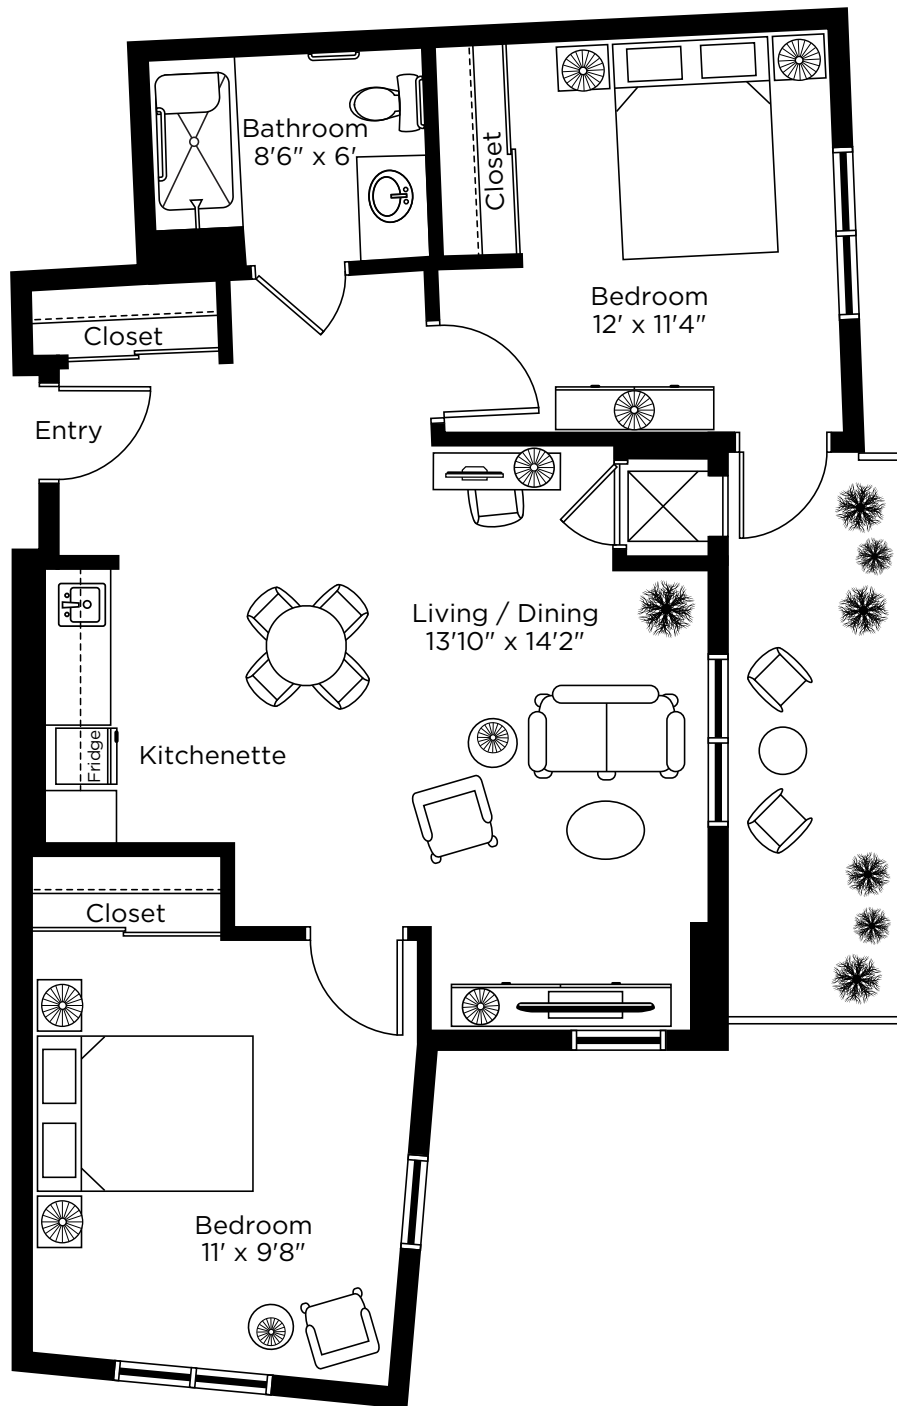 Bathroom
8'6" x 6'
Closet
Bedroom
12' x 11'4"
Closet
Entry
Living / Dining
13'10" x 14'2"
Fridge
Kitchenette
Closet
Bedroom
11' x 9'8"